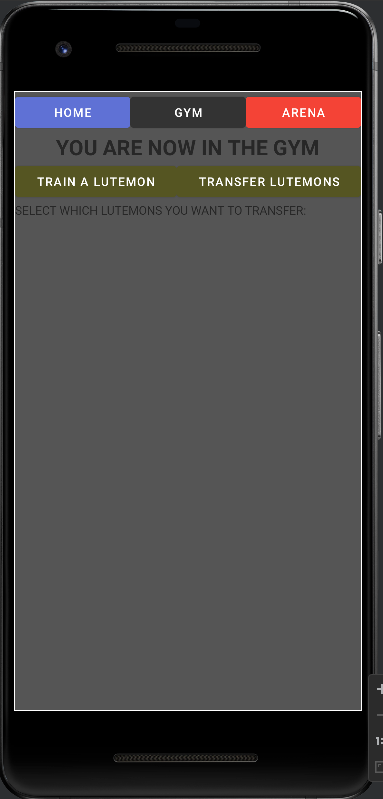 HOME GYM ARENA
YOU ARE NOW IN THE GYM
TRAIN A LUTEMON TRANSFER LUTEMONS
SELECT WHICH LUTEMONS YOU WANT TO TRANSFER: